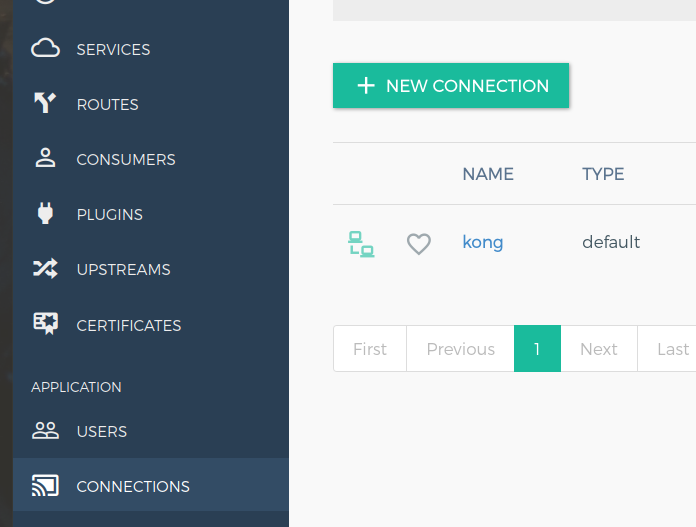 SERVICES
ROUTES
CONSUMERS
PLUGINS
UPSTREAMS
CERTIFICATES
APPLICATION
USERS
CONNECTIONS
NEW CONNECTION
NAME TYPE
kong default
First Previous 1 Next Last